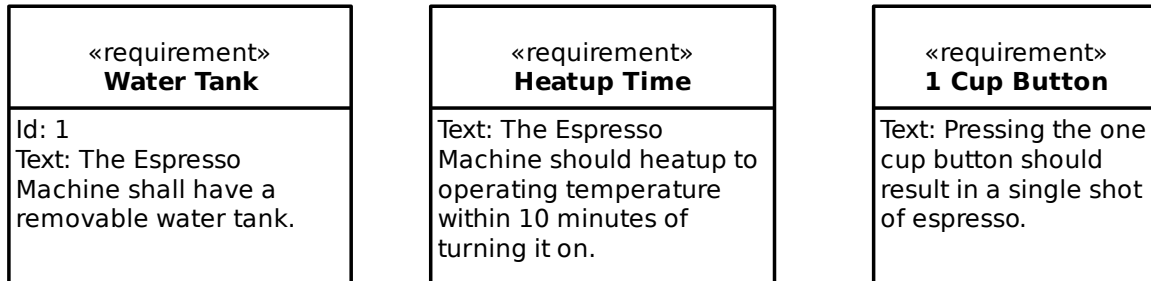 «requirement»
Water Tank
Id: 1
Text: The Espresso
Machine shall have a
removable water tank.
«requirement»
Heatup Time
Text: The Espresso
Machine should heatup to
operating temperature
within 10 minutes of
turning it on.
«requirement»
1 Cup Button
Text: Pressing the one
cup button should
result in a single shot
of espresso.